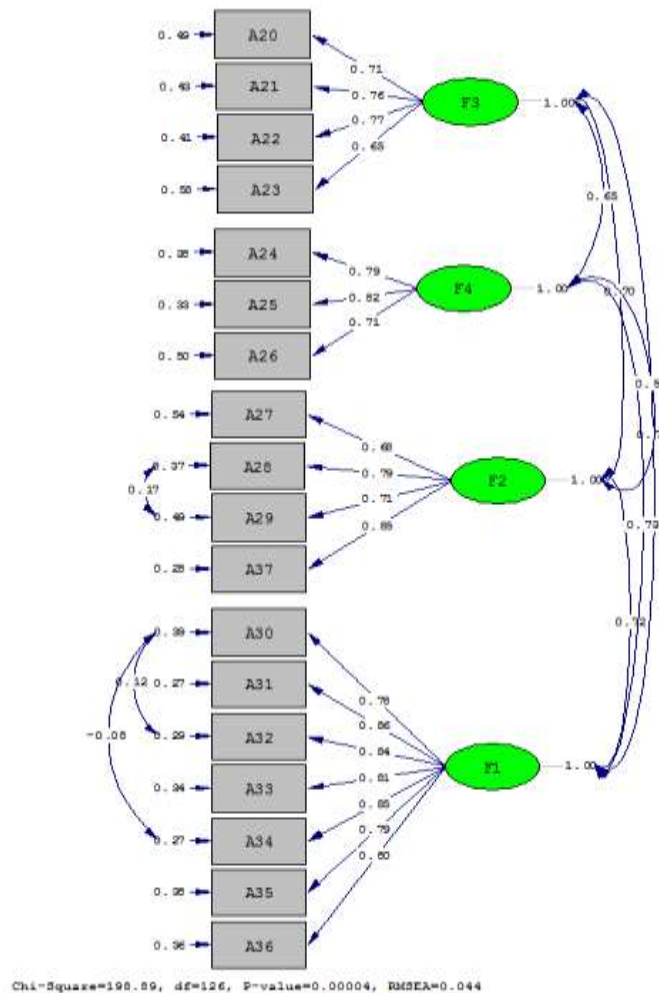 0.49 A20
0.71
0.43 A21
0.76
F3
1.00
0.41 A22
0.77
A23
0.65
0.38 A24
0.79
0.33 A25
0.82
F4
1.00
0.50 A26
0.71
0.70
0.54 A27
0.68
0.37 A28
0.79
0.17
F2
1.00
0.49 A29
0.71
0.28 A37
0.85
0.79
0.39 A30
0.78
0.72
0.12
0.27 A31
0.86
-0.08
0.29 A32
0.84
F1
1.00
0.34 A33
0.81
0.27 A34
0.85
0.38 A35
0.79
0.36 A36
0.80
Chi-Square=198.89, df=126, P-value=0.00004, RMSEA=0.044